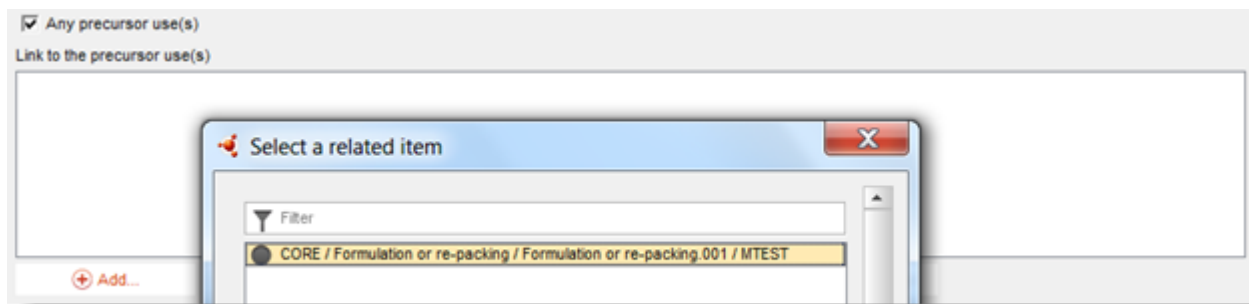 Any precursor use(s)
Link to the precursor use(s)
Select a related item
Filter
CORE / Formulation or re-packing / Formulation or re-packing.001 / MTEST
Add...